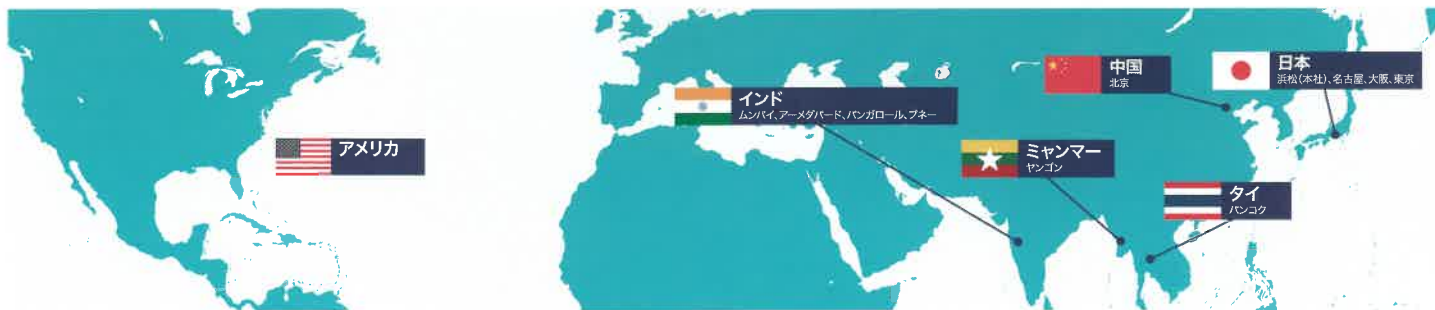 アメリカ
インド
ムンバイ、アーメダバード、バンガロール、プネー
中国
北京
日本
浜松(本社)、名古屋、大阪、東京
ミャンマー
ヤンゴン
タイ
バンコク